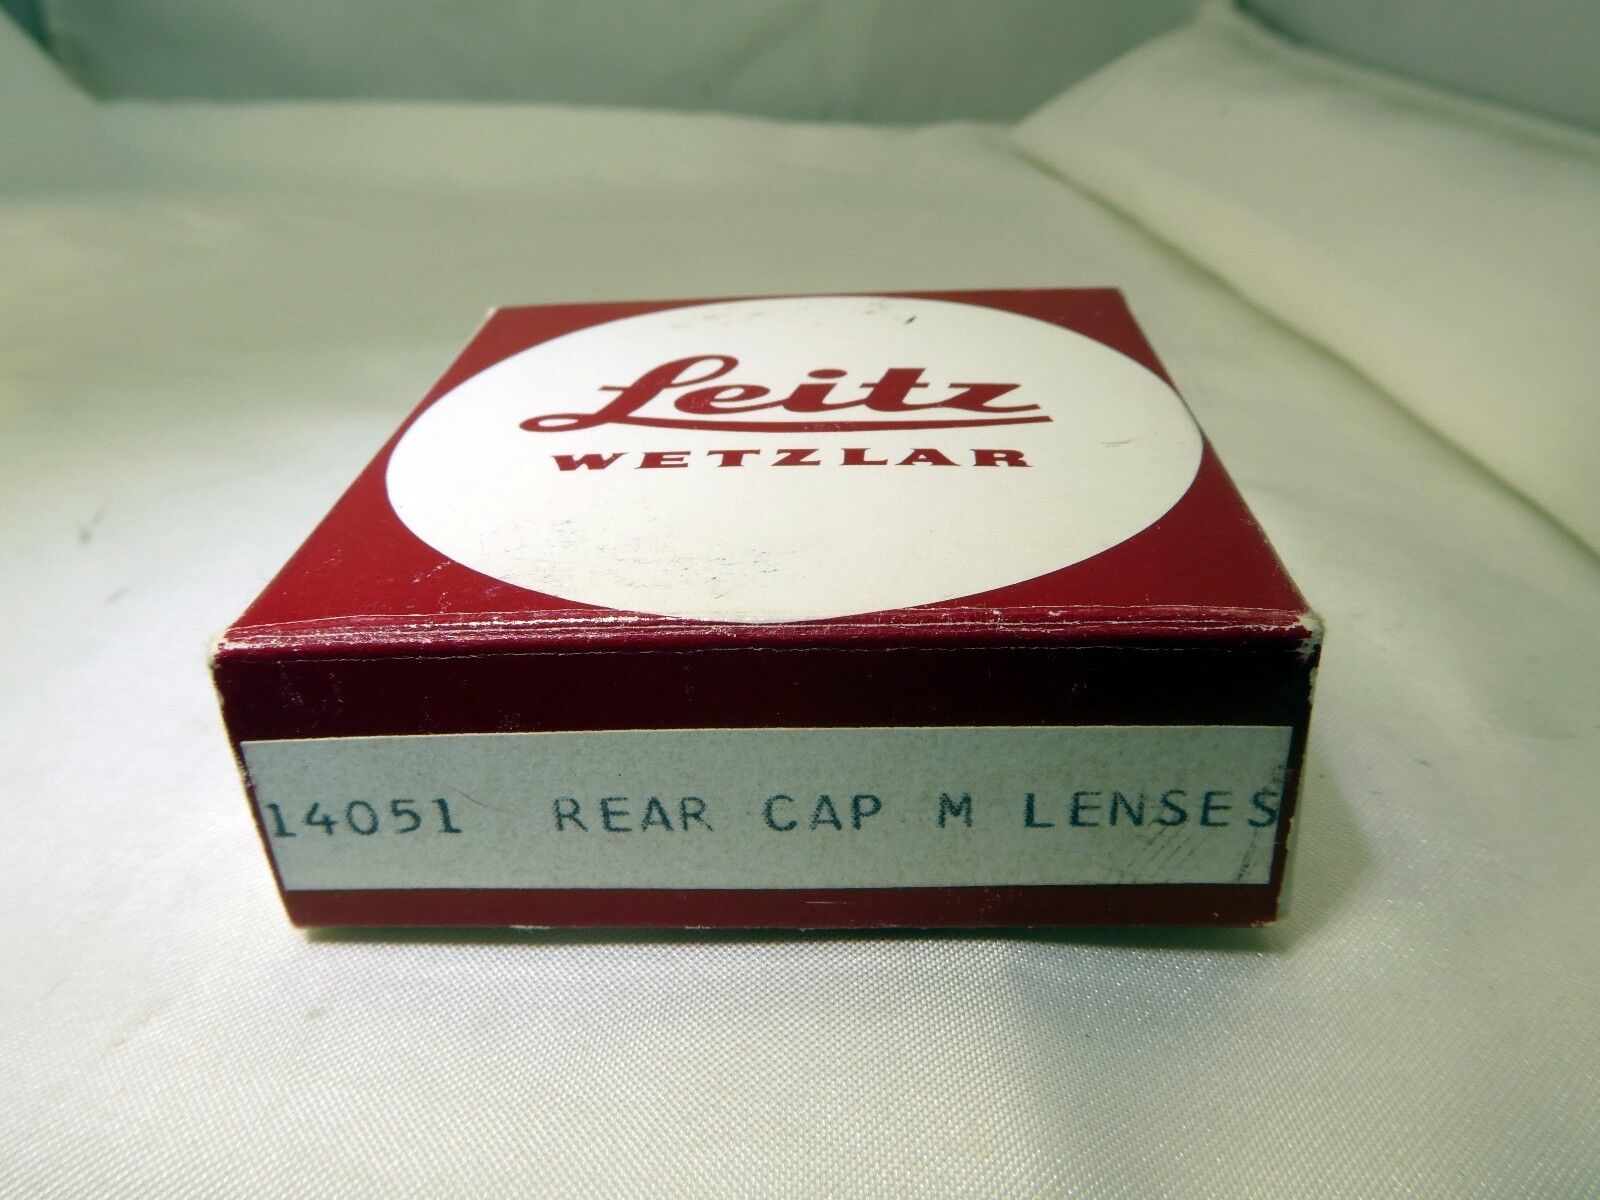 Leitz
WETZLAR
14051 REAR CAP M LENSES